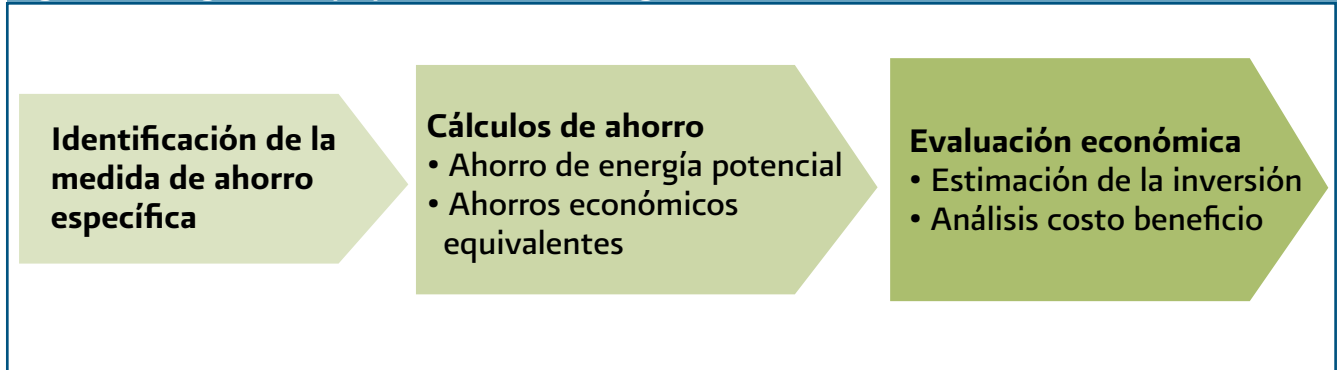 Identificación de la
medida de ahorro
específica
Cálculos de ahorro
• Ahorro de energía potencial
• Ahorros económicos
equivalentes
Evaluación económica
• Estimación de la inversión
• Análisis costo beneficio